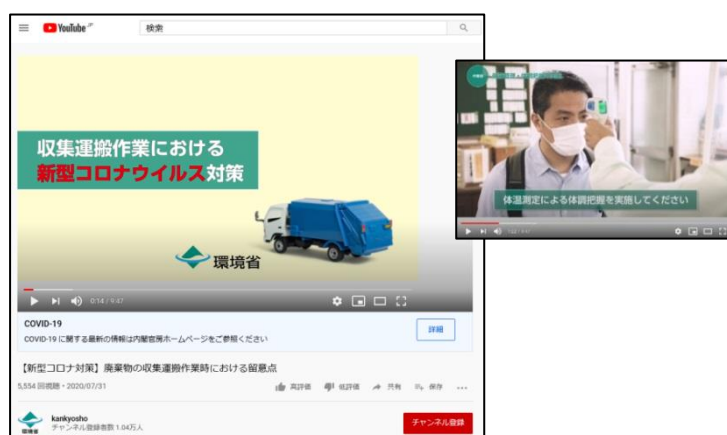 YouTube JP
検索
収集運搬作業における
新型コロナウイルス対策
環境省
0:14 / 9:47
COVID-19
COVID-19 に関する最新の情報は内閣官房ホームページをご参照ください
詳細
【新型コロナ対策】廃棄物の収集運搬作業時における留意点
5,554 回視聴・2020/07/31
高評価
低評価
共有
保存
kankyosho
チャンネル登録者数 1.04万人
環境省
チャンネル登録
体温測定による体調把握を実施してください